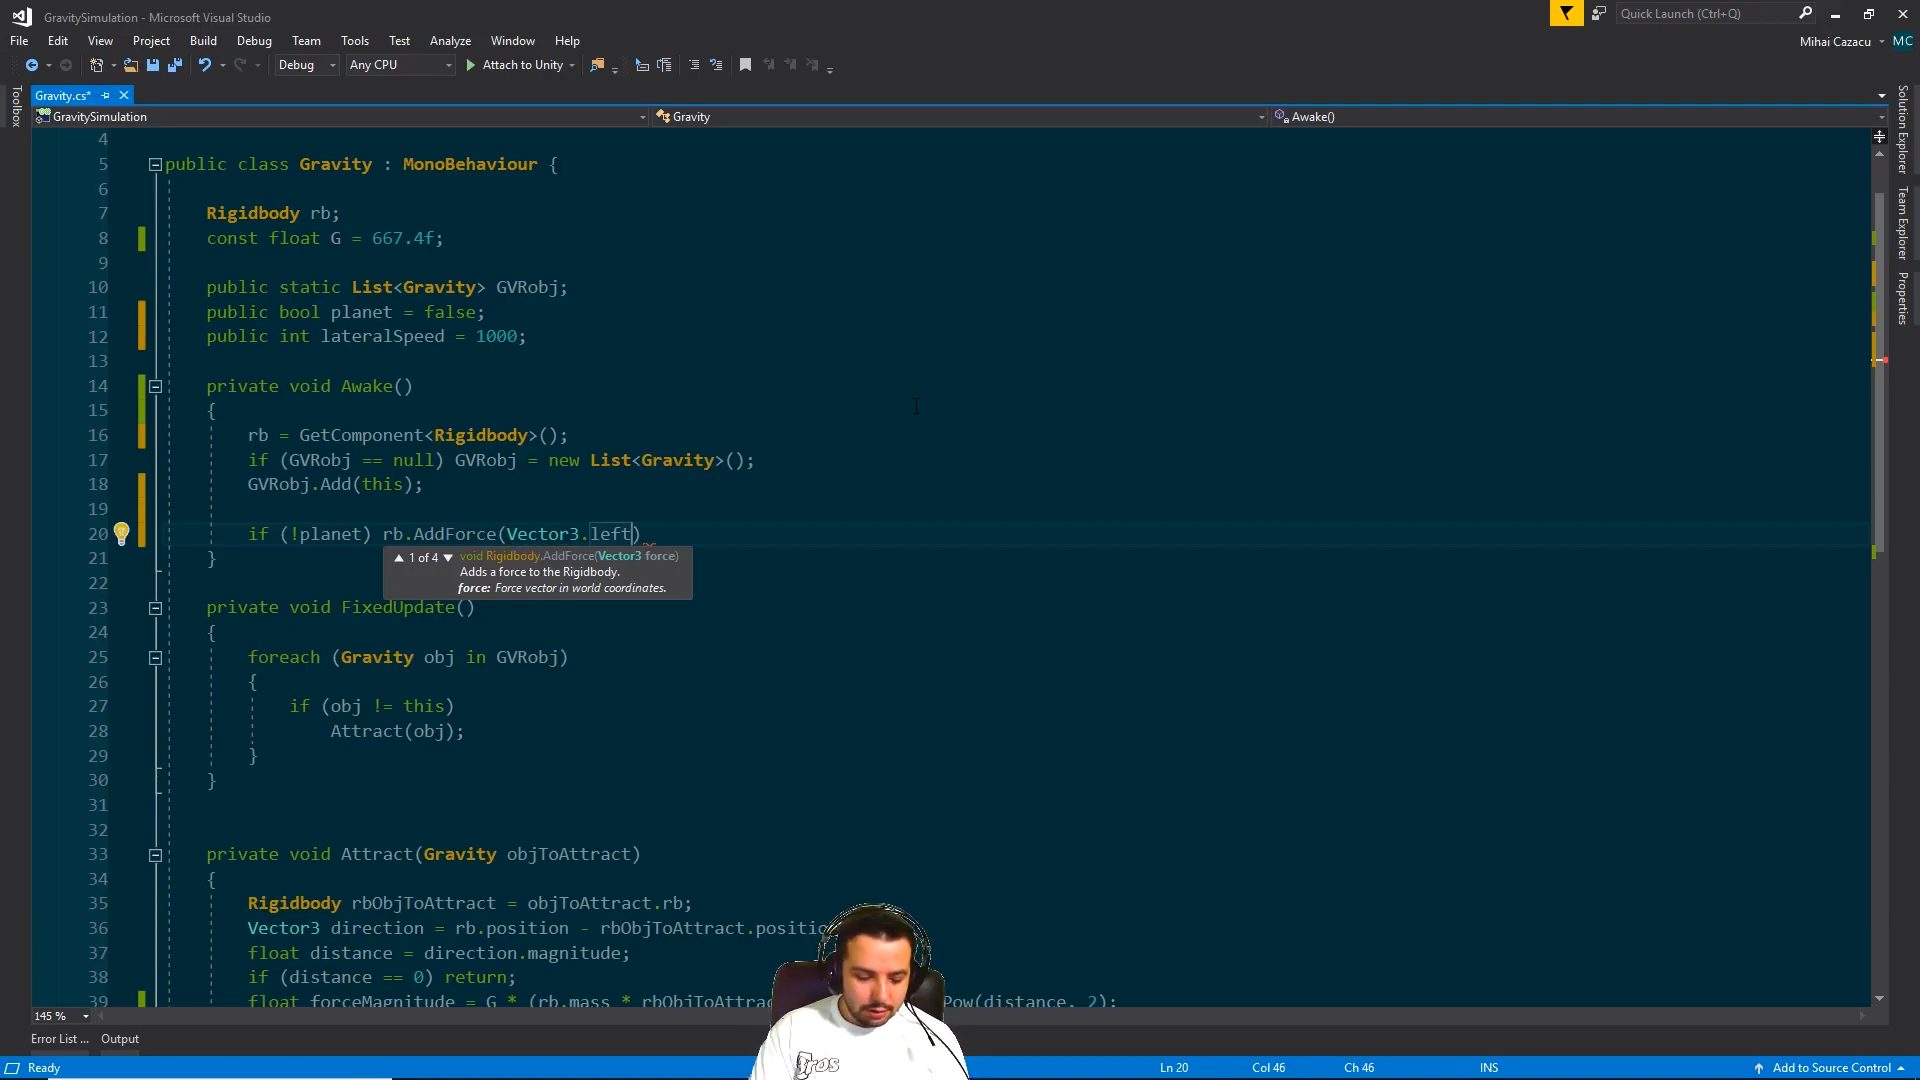 GravitySimulation - Microsoft Visual Studio
Quick Launch (Ctrl+Q)
File Edit View Project Build Debug Team Tools Test Analyze Window Help
Mihai Cazacu MC
Debug Any CPU Attach to Unity
Toolbox
Gravity.cs*
GravitySimulation Gravity Awake()
Solution Explorer
Team Explorer
Properties
4
5 public class Gravity : MonoBehaviour {
6
7 Rigidbody rb;
8 const float G = 667.4f;
9
10 public static List<Gravity> GVRobj;
11 public bool planet = false;
12 public int lateralSpeed = 1000;
13
14 private void Awake()
15 {
16 rb = GetComponent<Rigidbody>();
17 if (GVRobj == null) GVRobj = new List<Gravity>();
18 GVRobj.Add(this);
19
20 if (!planet) rb.AddForce(Vector3.left)
21 }
1 of 4 void Rigidbody.AddForce(Vector3 force)
Adds a force to the Rigidbody.
force: Force vector in world coordinates.
22
23 private void FixedUpdate()
24 {
25 foreach (Gravity obj in GVRobj)
26 {
27 if (obj != this)
28 Attract(obj);
29 }
30 }
31
32
33 private void Attract(Gravity objToAttract)
34 {
35 Rigidbody rbObjToAttract = objToAttract.rb;
36 Vector3 direction = rb.position - rbObjToAttract.positio
37 float distance = direction.magnitude;
38 if (distance == 0) return;
39 float forceMagnitude = G * (rb.mass * rbObjToAttrac Pow(distance, 2);
145 %
Error List ... Output
Ready Ln 20 Col 46 Ch 46 INS Add to Source Control